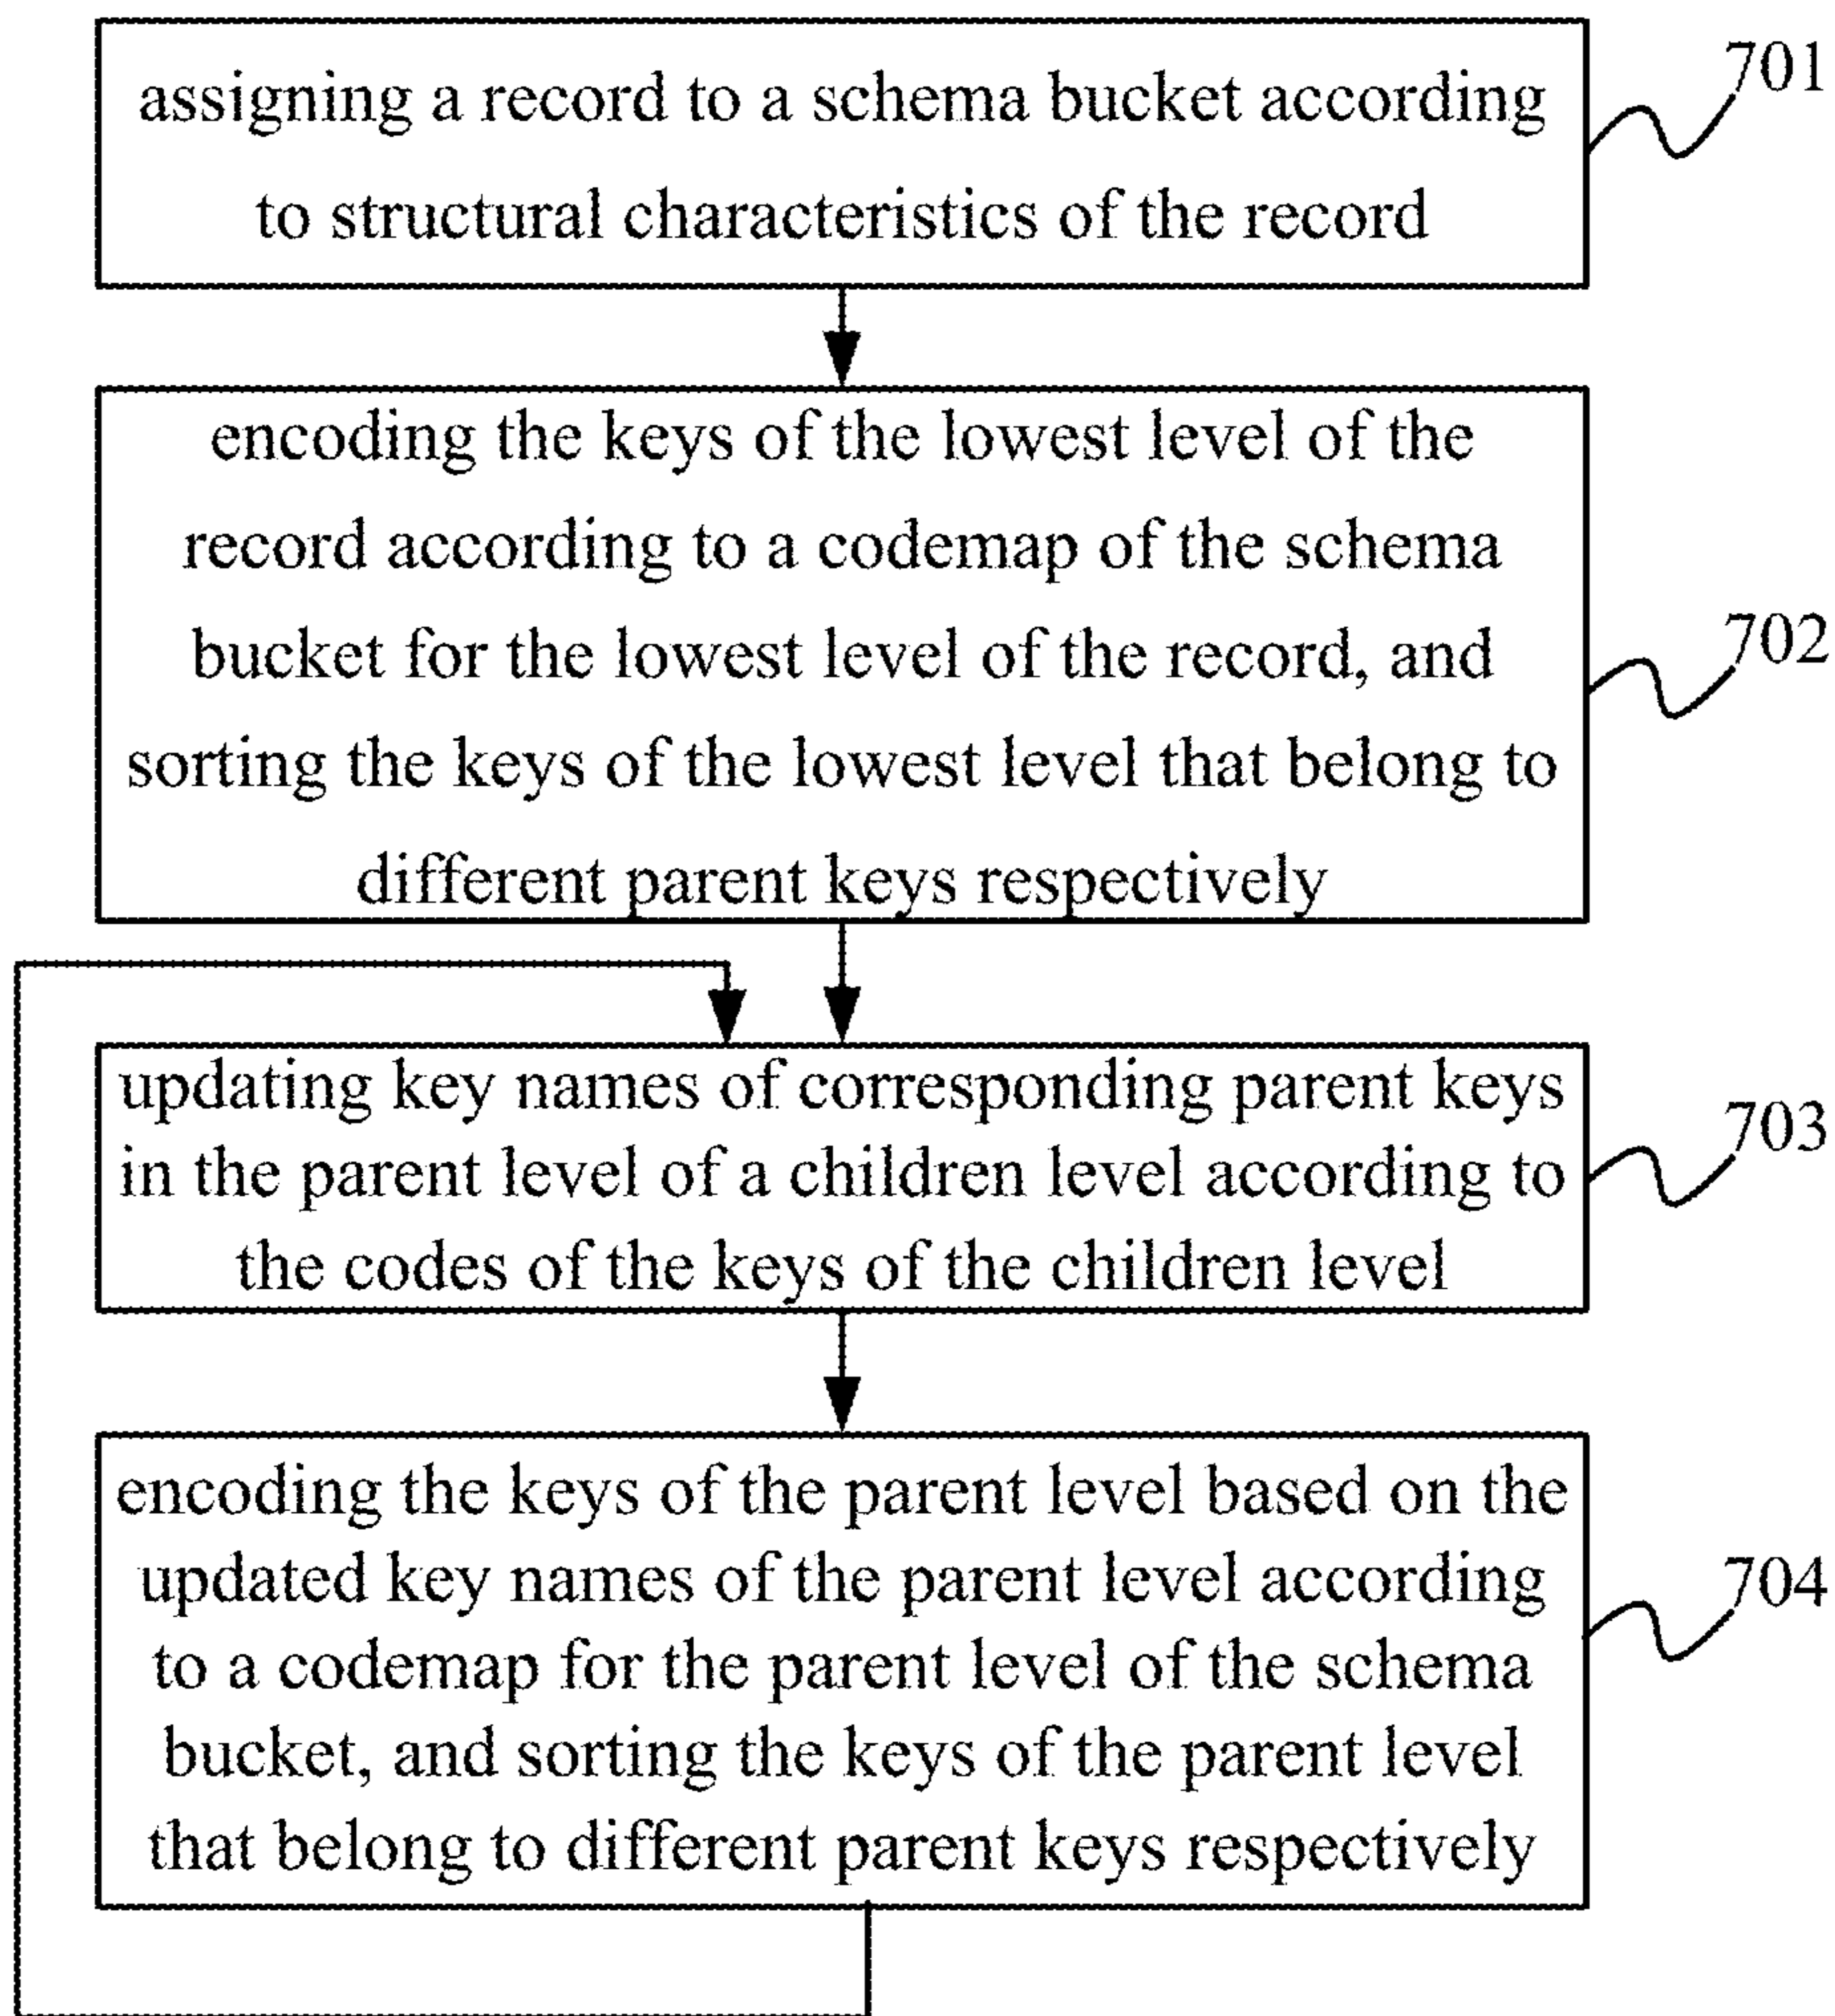 assigning a record to a schema bucket according
to structural characteristics of the record
701
encoding the keys of the lowest level of the
record according to a codemap of the schema
bucket for the lowest level of the record, and
sorting the keys of the lowest level that belong to
different parent keys respectively
702
updating key names of corresponding parent keys
in the parent level of a children level according to
the codes of the keys of the children level
703
encoding the keys of the parent level based on the
updated key names of the parent level according
to a codemap for the parent level of the schema
bucket, and sorting the keys of the parent level
that belong to different parent keys respectively
704